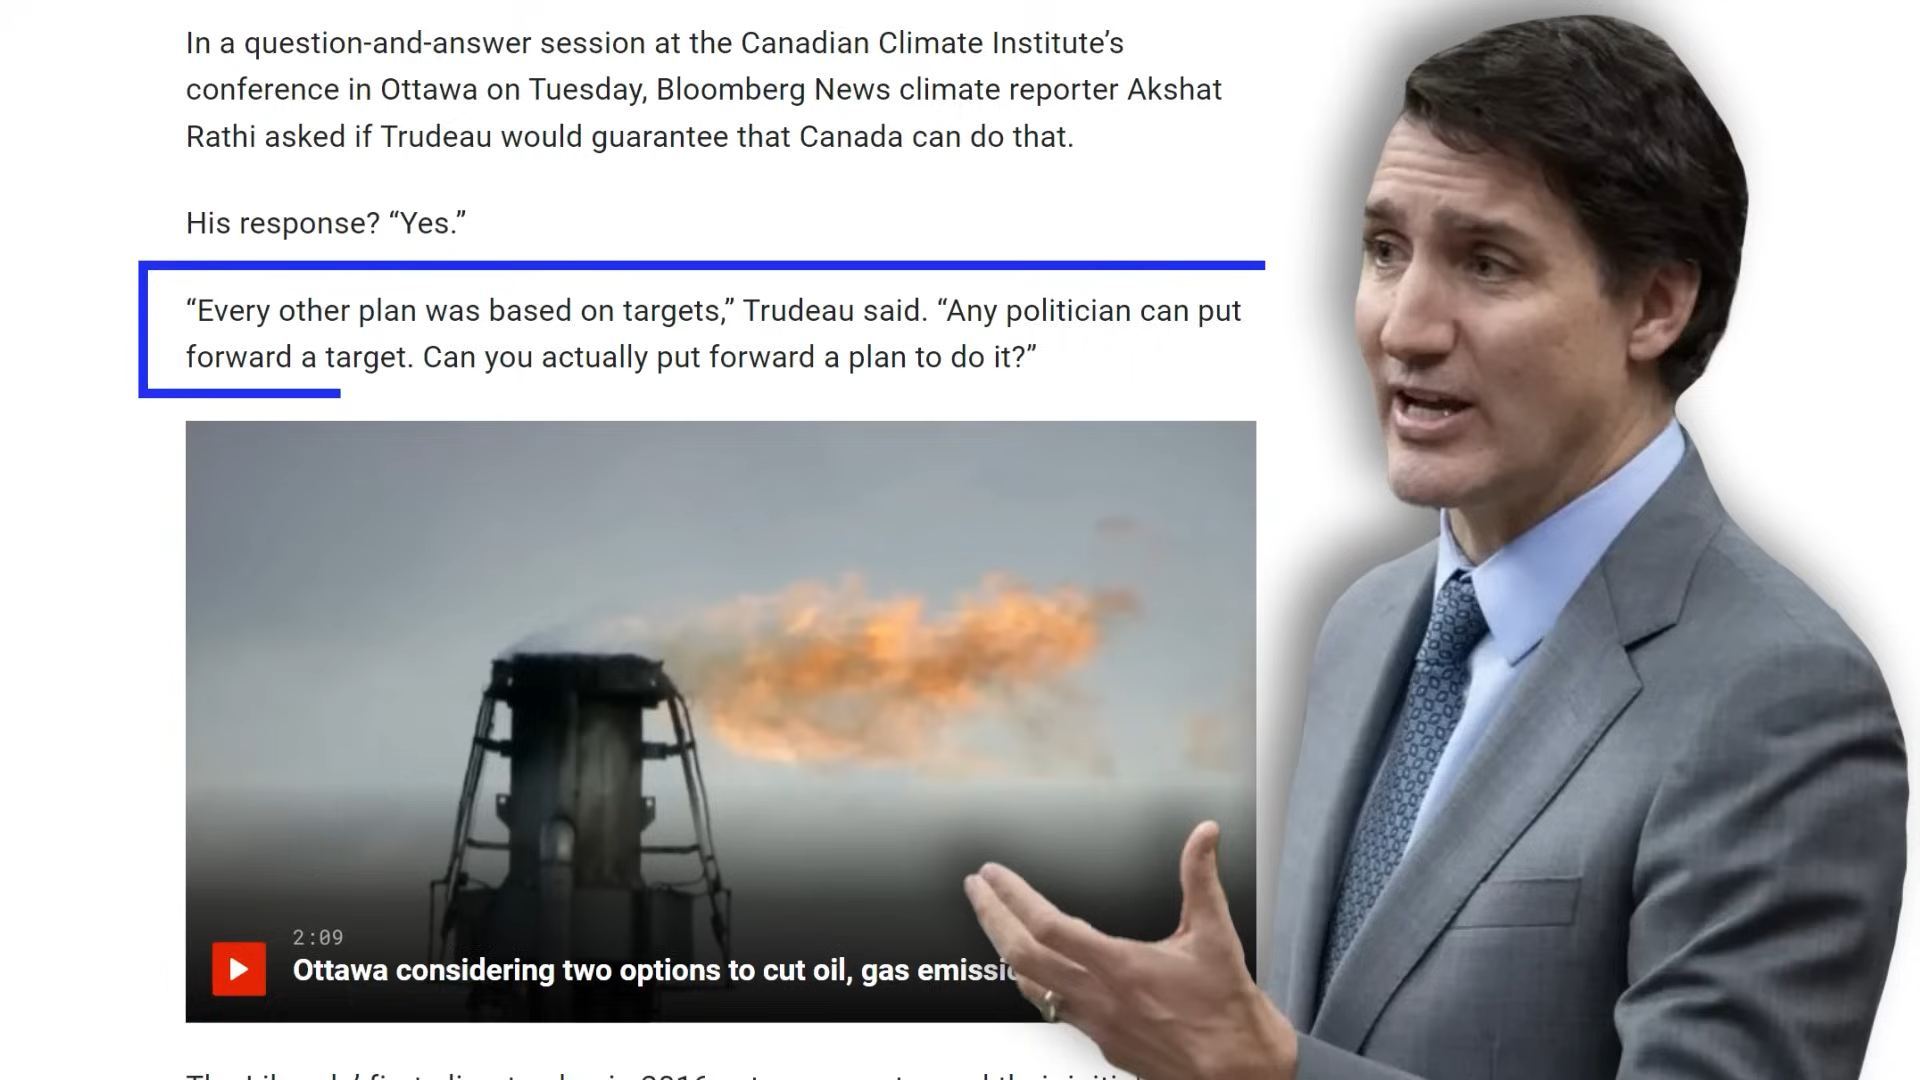 In a question-and-answer session at the Canadian Climate Institute’s
conference in Ottawa on Tuesday, Bloomberg News climate reporter Akshat
Rathi asked if Trudeau would guarantee that Canada can do that.
His response? “Yes.”
“Every other plan was based on targets,” Trudeau said. “Any politician can put
forward a target. Can you actually put forward a plan to do it?”
2:09
Ottawa considering two options to cut oil, gas